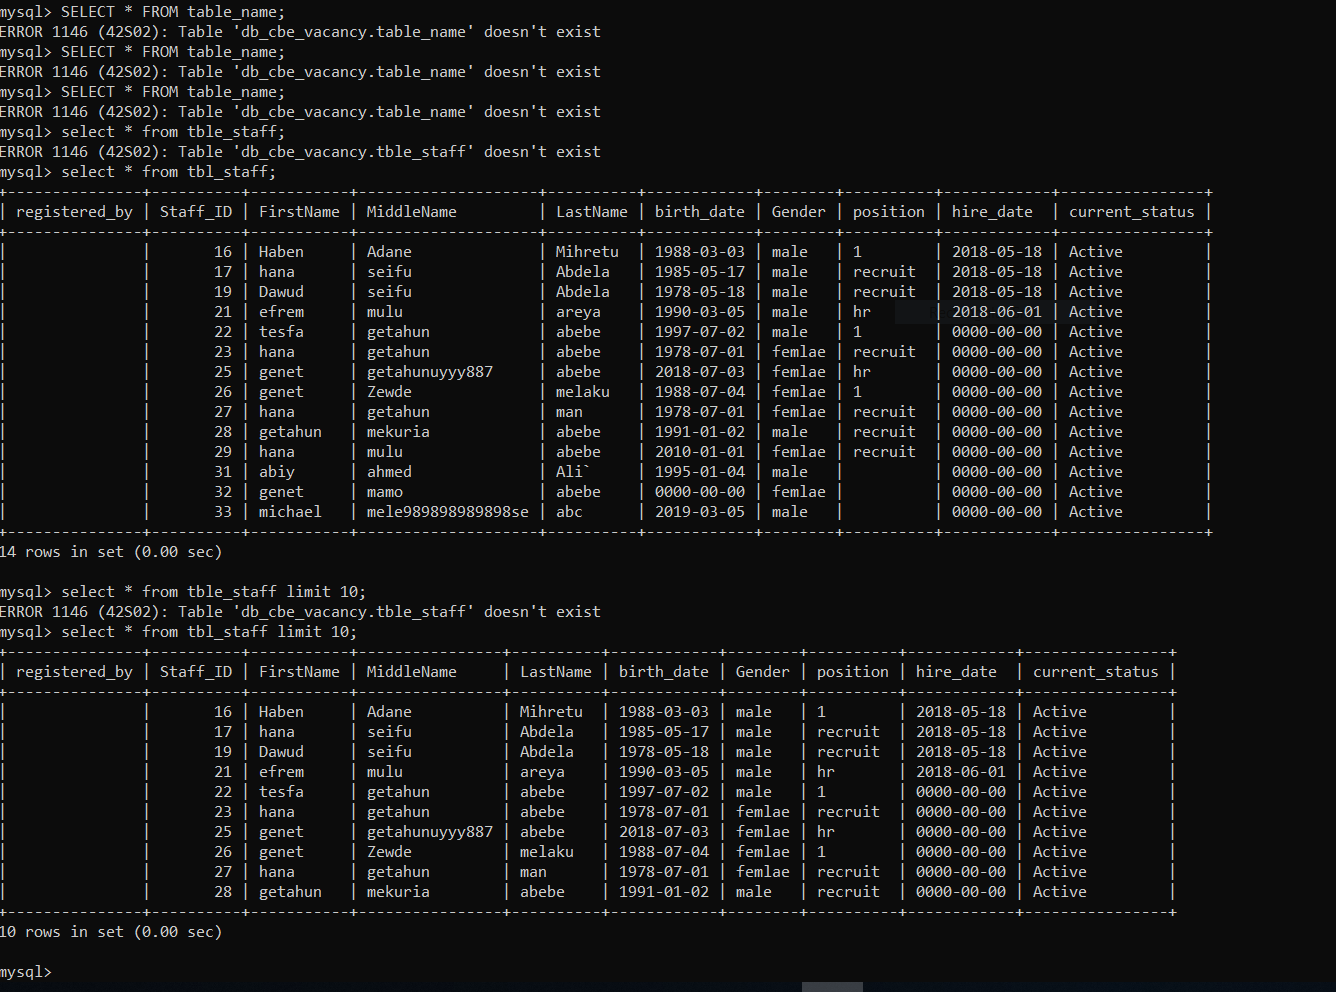 mysql> SELECT * FROM table_name;
ERROR 1146 (42S02): Table 'db_cbe_vacancy.table_name' doesn't exist
mysql> SELECT * FROM table_name;
ERROR 1146 (42S02): Table 'db_cbe_vacancy.table_name' doesn't exist
mysql> SELECT * FROM table_name;
ERROR 1146 (42S02): Table 'db_cbe_vacancy.table_name' doesn't exist
mysql> select * from tble_staff;
ERROR 1146 (42S02): Table 'db_cbe_vacancy.tble_staff' doesn't exist
mysql> select * from tbl_staff;
+---------------+----------+-----------+--------------------+----------+------------+--------+----------+------------+----------------+
| registered_by | Staff_ID | FirstName | MiddleName         | LastName | birth_date | Gender | position | hire_date  | current_status |
+---------------+----------+-----------+--------------------+----------+------------+--------+----------+------------+----------------+
|               |       16 | Haben     | Adane              | Mihretu  | 1988-03-03 | male   | 1        | 2018-05-18 | Active         |
|               |       17 | hana      | seifu              | Abdela   | 1985-05-17 | male   | recruit  | 2018-05-18 | Active         |
|               |       19 | Dawud     | seifu              | Abdela   | 1978-05-18 | male   | recruit  | 2018-05-18 | Active         |
|               |       21 | efrem     | mulu               | areya    | 1990-03-05 | male   | hr       | 2018-06-01 | Active         |
|               |       22 | tesfa     | getahun            | abebe    | 1997-07-02 | male   | 1        | 0000-00-00 | Active         |
|               |       23 | hana      | getahun            | abebe    | 1978-07-01 | femlae | recruit  | 0000-00-00 | Active         |
|               |       25 | genet     | getahunuyyy887     | abebe    | 2018-07-03 | femlae | hr       | 0000-00-00 | Active         |
|               |       26 | genet     | Zewde              | melaku   | 1988-07-04 | femlae | 1        | 0000-00-00 | Active         |
|               |       27 | hana      | getahun            | man      | 1978-07-01 | femlae | recruit  | 0000-00-00 | Active         |
|               |       28 | getahun   | mekuria            | abebe    | 1991-01-02 | male   | recruit  | 0000-00-00 | Active         |
|               |       29 | hana      | mulu               | abebe    | 2010-01-01 | femlae | recruit  | 0000-00-00 | Active         |
|               |       31 | abiy      | ahmed              | Ali`     | 1995-01-04 | male   |          | 0000-00-00 | Active         |
|               |       32 | genet     | mamo               | abebe    | 0000-00-00 | femlae |          | 0000-00-00 | Active         |
|               |       33 | michael   | mele989898989898se | abc      | 2019-03-05 | male   |          | 0000-00-00 | Active         |
+---------------+----------+-----------+--------------------+----------+------------+--------+----------+------------+----------------+
14 rows in set (0.00 sec)
mysql> select * from tble_staff limit 10;
ERROR 1146 (42S02): Table 'db_cbe_vacancy.tble_staff' doesn't exist
mysql> select * from tbl_staff limit 10;
+---------------+----------+-----------+----------------+----------+------------+--------+----------+------------+----------------+
| registered_by | Staff_ID | FirstName | MiddleName     | LastName | birth_date | Gender | position | hire_date  | current_status |
+---------------+----------+-----------+----------------+----------+------------+--------+----------+------------+----------------+
|               |       16 | Haben     | Adane          | Mihretu  | 1988-03-03 | male   | 1        | 2018-05-18 | Active         |
|               |       17 | hana      | seifu          | Abdela   | 1985-05-17 | male   | recruit  | 2018-05-18 | Active         |
|               |       19 | Dawud     | seifu          | Abdela   | 1978-05-18 | male   | recruit  | 2018-05-18 | Active         |
|               |       21 | efrem     | mulu           | areya    | 1990-03-05 | male   | hr       | 2018-06-01 | Active         |
|               |       22 | tesfa     | getahun        | abebe    | 1997-07-02 | male   | 1        | 0000-00-00 | Active         |
|               |       23 | hana      | getahun        | abebe    | 1978-07-01 | femlae | recruit  | 0000-00-00 | Active         |
|               |       25 | genet     | getahunuyyy887 | abebe    | 2018-07-03 | femlae | hr       | 0000-00-00 | Active         |
|               |       26 | genet     | Zewde          | melaku   | 1988-07-04 | femlae | 1        | 0000-00-00 | Active         |
|               |       27 | hana      | getahun        | man      | 1978-07-01 | femlae | recruit  | 0000-00-00 | Active         |
|               |       28 | getahun   | mekuria        | abebe    | 1991-01-02 | male   | recruit  | 0000-00-00 | Active         |
+---------------+----------+-----------+----------------+----------+------------+--------+----------+------------+----------------+
10 rows in set (0.00 sec)
mysql>